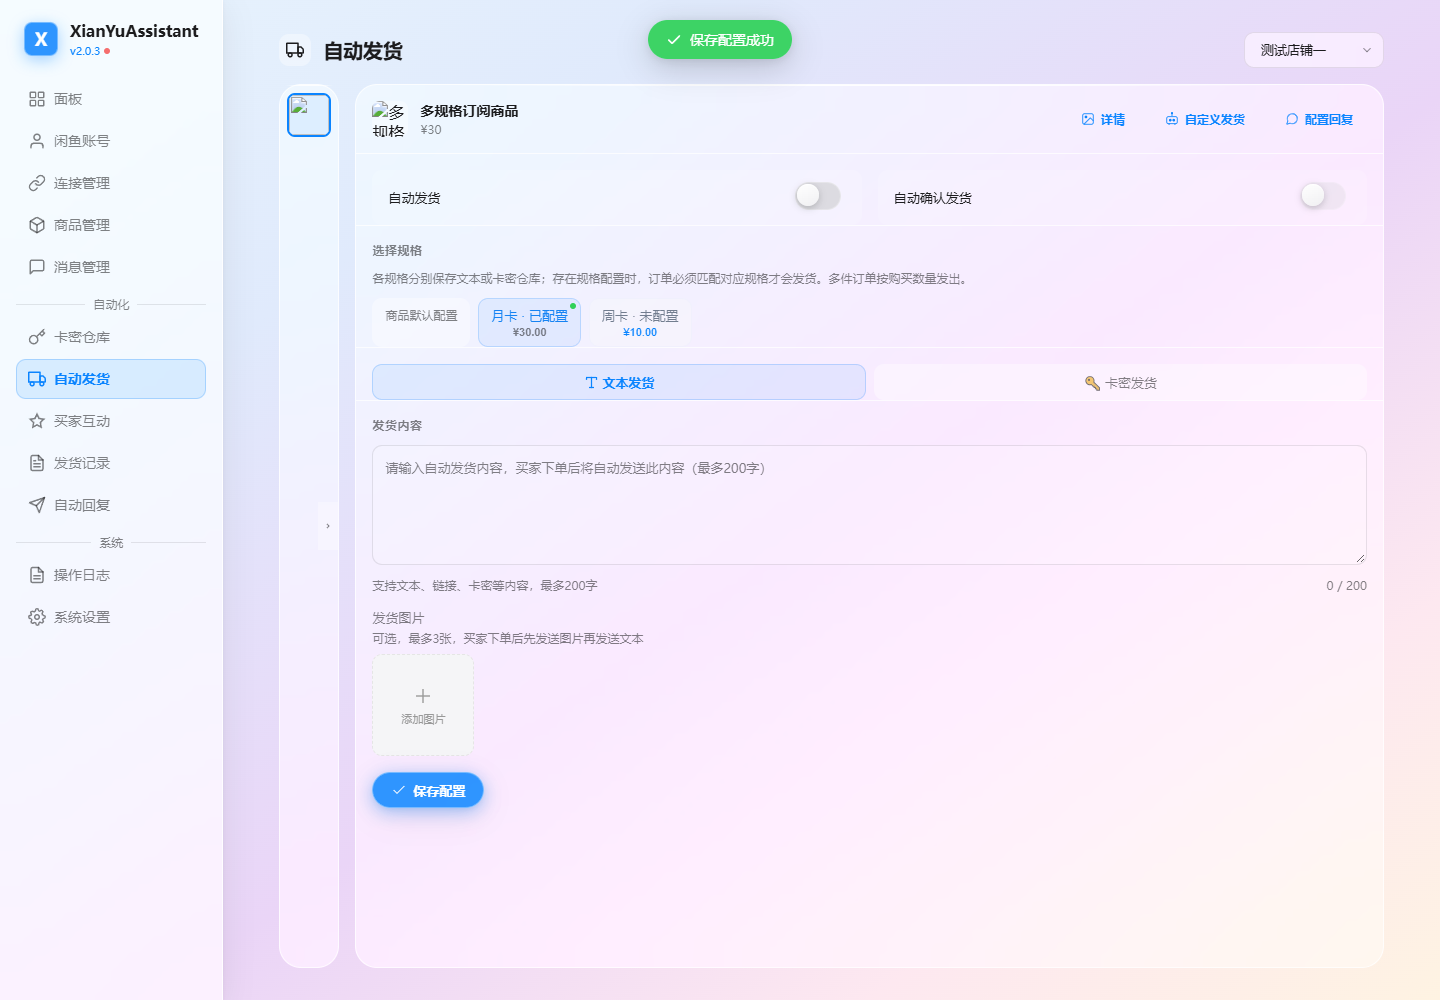 X
XianYuAssistant
v2.0.3
面板
闲鱼账号
连接管理
商品管理
消息管理
自动化
卡密仓库
自动发货
买家互动
发货记录
自动回复
系统
操作日志
系统设置
自动发货
保存配置成功
测试店铺一
多规格
多规格订阅商品
¥30
详情
自定义发货
配置回复
自动发货
自动确认发货
选择规格
各规格分别保存文本或卡密仓库；存在规格配置时，订单必须匹配对应规格才会发货。多件订单按购买数量发出。
商品默认配置
月卡 · 已配置
¥30.00
周卡 · 未配置
¥10.00
文本发货
卡密发货
发货内容
请输入自动发货内容，买家下单后将自动发送此内容（最多200字）
支持文本、链接、卡密等内容，最多200字
0 / 200
发货图片
可选，最多3张，买家下单后先发送图片再发送文本
添加图片
保存配置